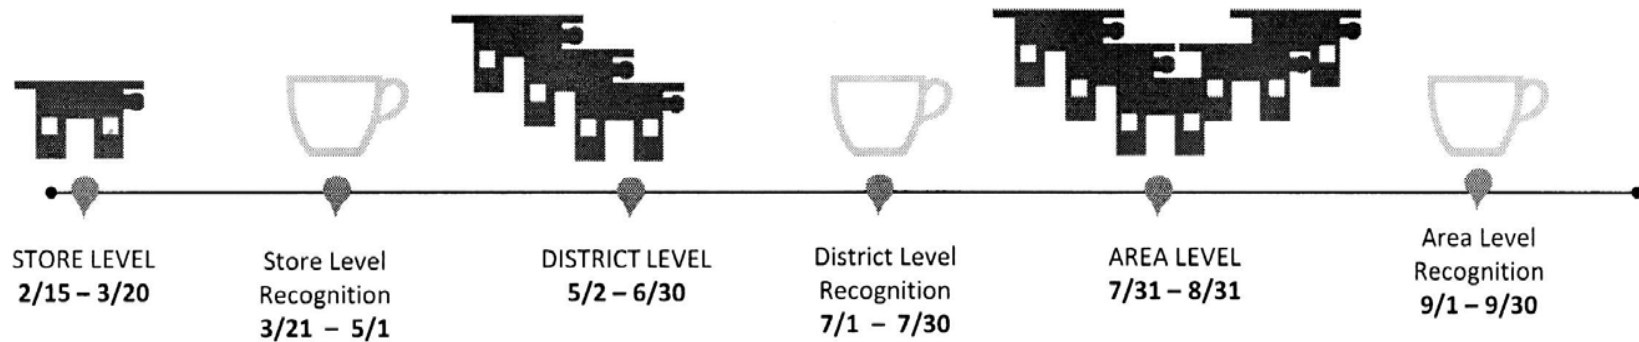 STORE LEVEL
2/15 – 3/20
Store Level
Recognition
3/21 – 5/1
DISTRICT LEVEL
5/2 – 6/30
District Level
Recognition
7/1 – 7/30
AREA LEVEL
7/31 – 8/31
Area Level
Recognition
9/1 – 9/30